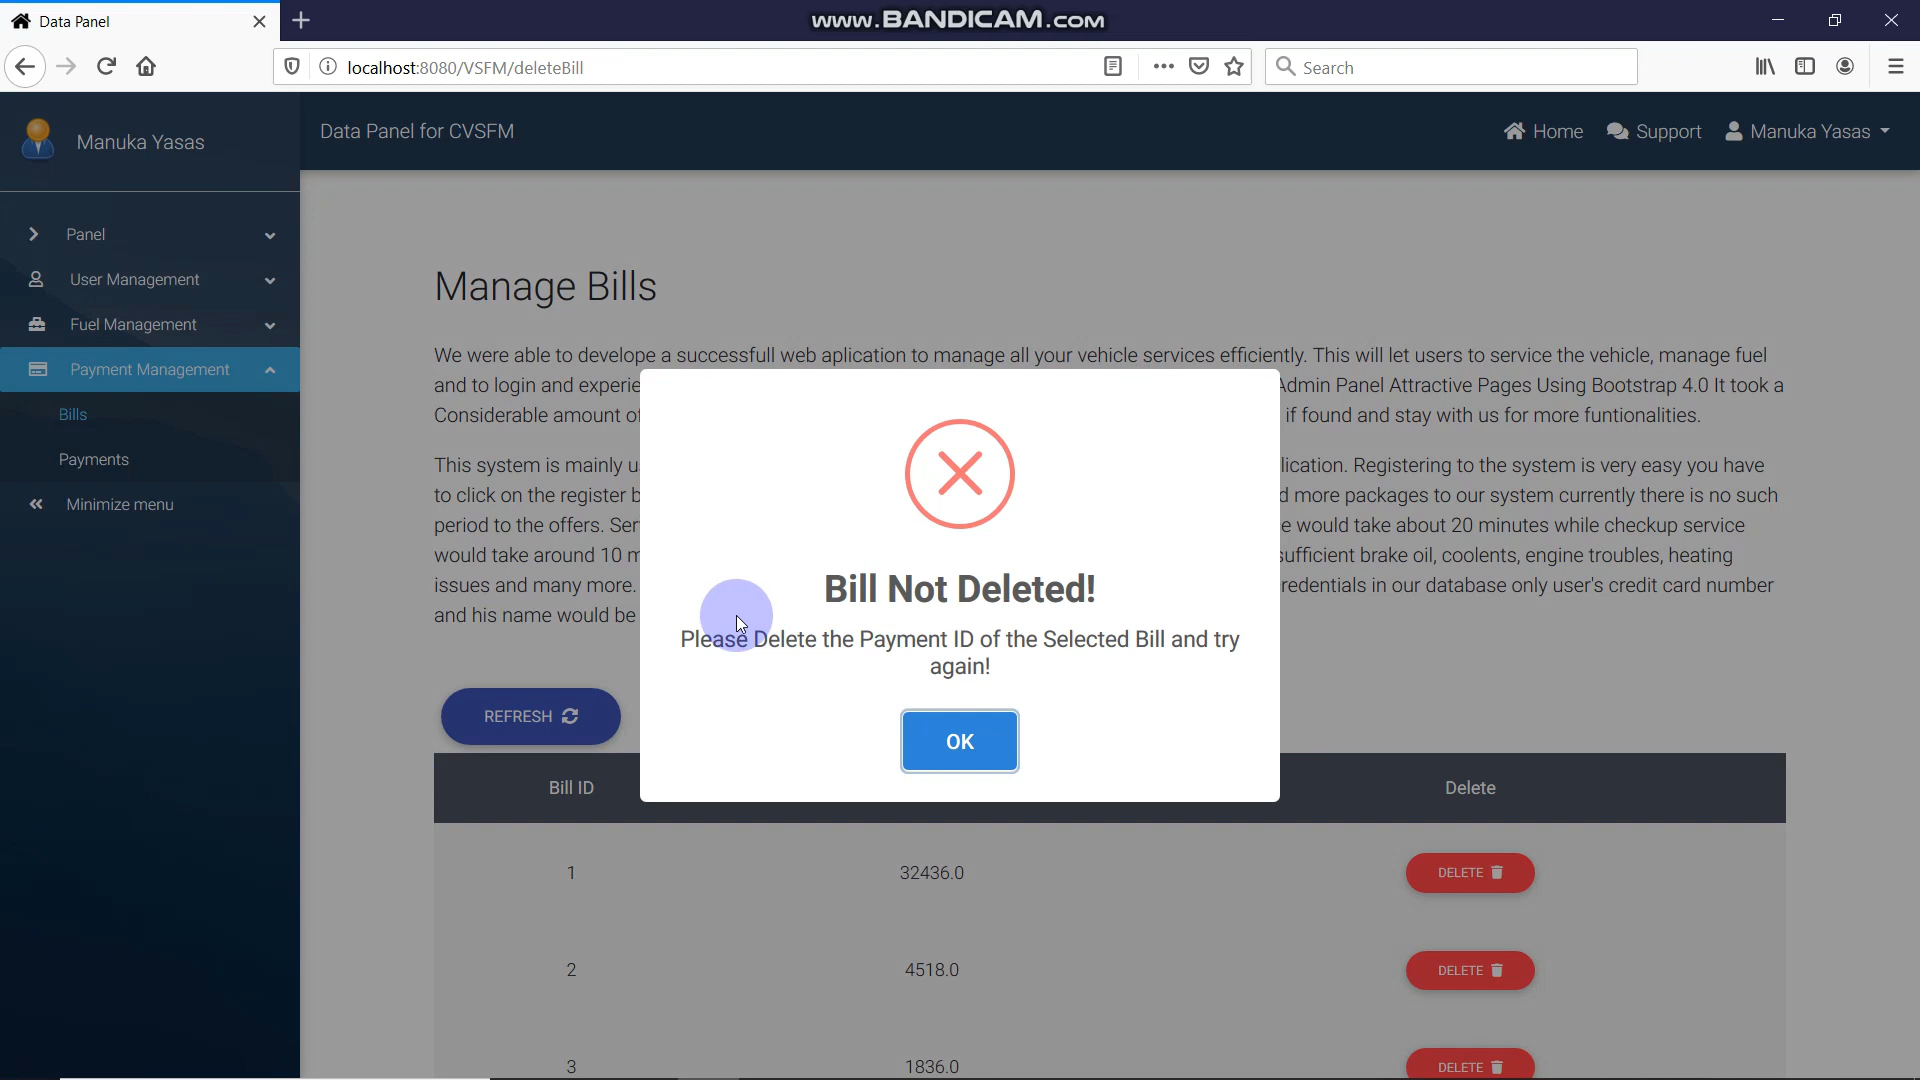 Data Panel
www.BANDICAM.com
localhost:8080/VSFM/deleteBill
Search
Manuka Yasas
Data Panel for CVSFM
Home
Support
Manuka Yasas
Panel
User Management
Fuel Management
Payment Management
Bills
Payments
Minimize menu
Manage Bills
We were able to develope a successfull web aplication to manage all your vehicle services efficiently. This will let users to service the vehicle, manage fuel
and to login and Admin Panel Attractive Pages Using Bootstrap 4.0 It took a
Considerable amount if found and stay with us for more funtionalities.
This system is mainly Registering to the system is very easy you have
to click on the register more packages to our system currently there is no such
period to the offers. would take about 20 minutes while checkup service
would take around 10 sufficient brake oil, coolents, engine troubles, heating
issues and many more. in our database only user's credit card number
and his name would be
Bill Not Deleted!
Please Delete the Payment ID of the Selected Bill and try
again!
OK
REFRESH
Bill ID Delete
1 32436.0 DELETE
2 4518.0 DELETE
3 1836.0 DELETE